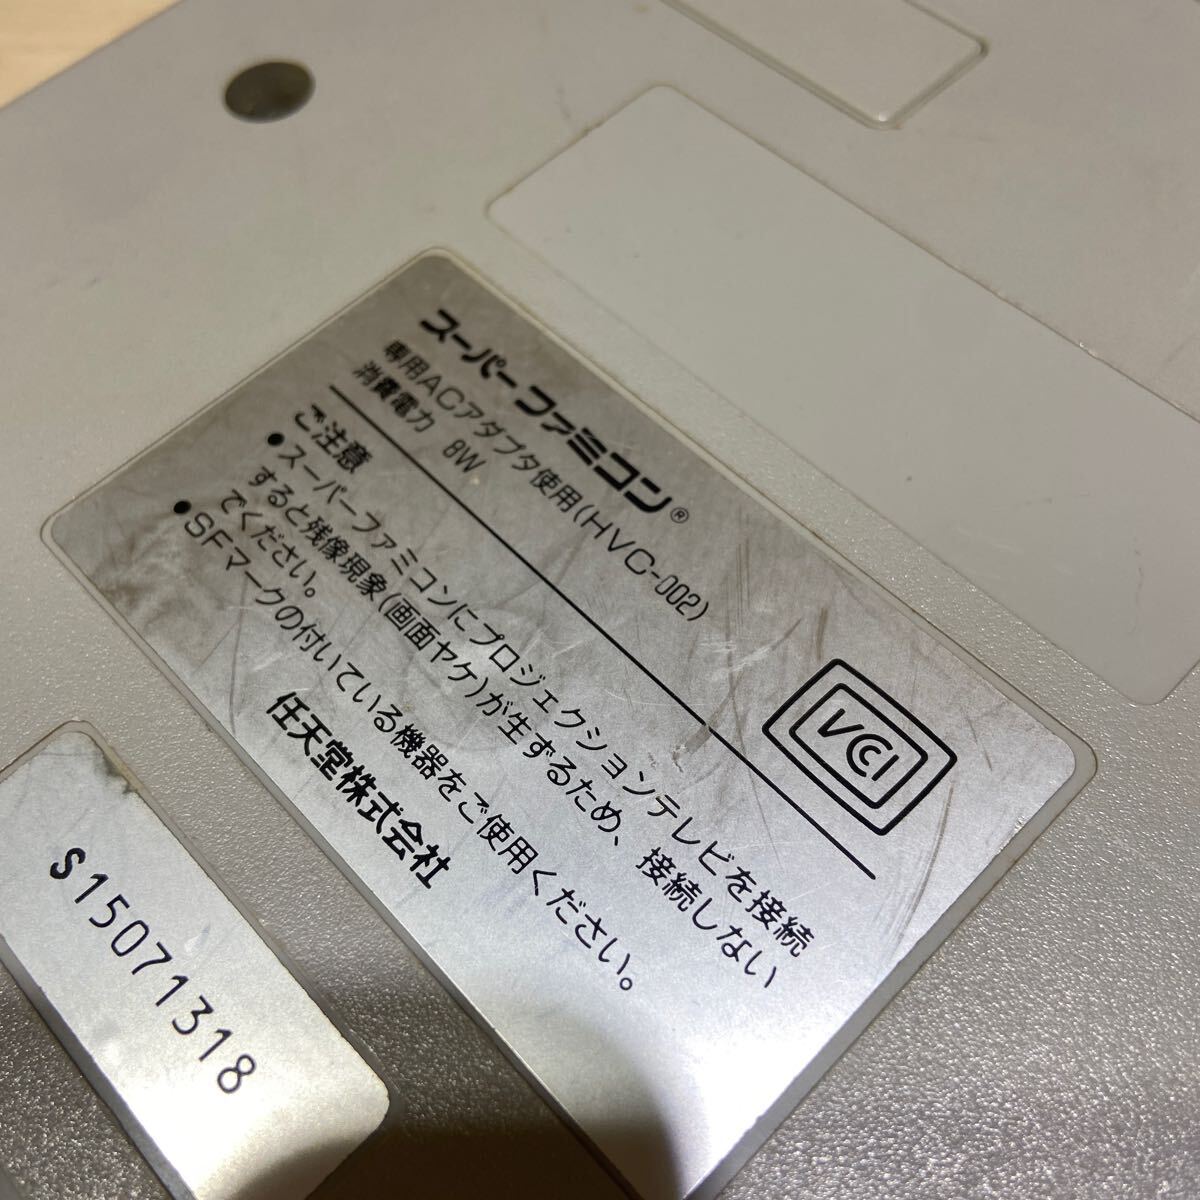 スーパーファミコン®
専用ACアダプタ使用(HVC-002)
消費電力 8W
VCCI
ご注意
●スーパーファミコンにプロジェクションテレビを接続
すると残像現象(画面ヤケ)が生ずるため、接続しない
でください。
●SFマークの付いている機器をご使用ください。
任天堂株式会社
S15071318